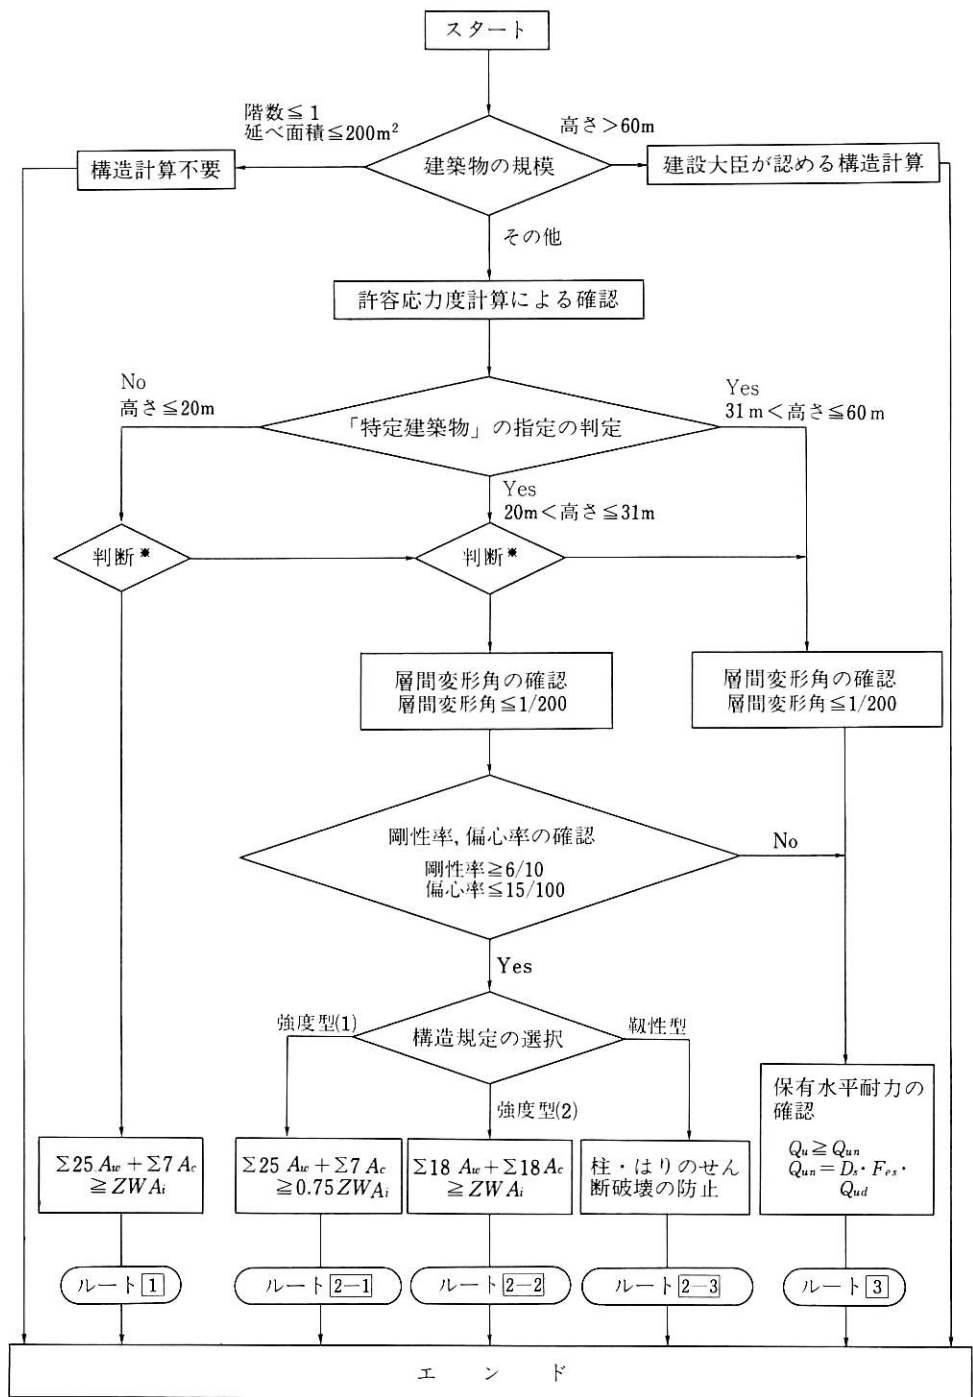 スタート
階数≦1
延べ面積≦200m²
高さ>60m
構造計算不要
建築物の規模
建設大臣が認める構造計算
その他
許容応力度計算による確認
No
高さ≦20m
Yes
31m<高さ≦60m
「特定建築物」の指定の判定
Yes
20m<高さ≦31m
判断※
判断※
層間変形角の確認
層間変形角≦1/200
層間変形角の確認
層間変形角≦1/200
剛性率,偏心率の確認
剛性率≧6/10
偏心率≦15/100
No
Yes
強度型(1)
構造規定の選択
靱性型
強度型(2)
保有水平耐力の
確認
Qu≧Qun
Qun=Ds・Fes・
Qud
Σ25 Aw+Σ7 Ac
≧ZWAi
Σ25 Aw+Σ7 Ac
≧0.75ZWAi
Σ18 Aw+Σ18Ac
≧ZWAi
柱・はりのせん
断破壊の防止
ルート1
ルート2—1
ルート2—2
ルート2—3
ルート3
エンド